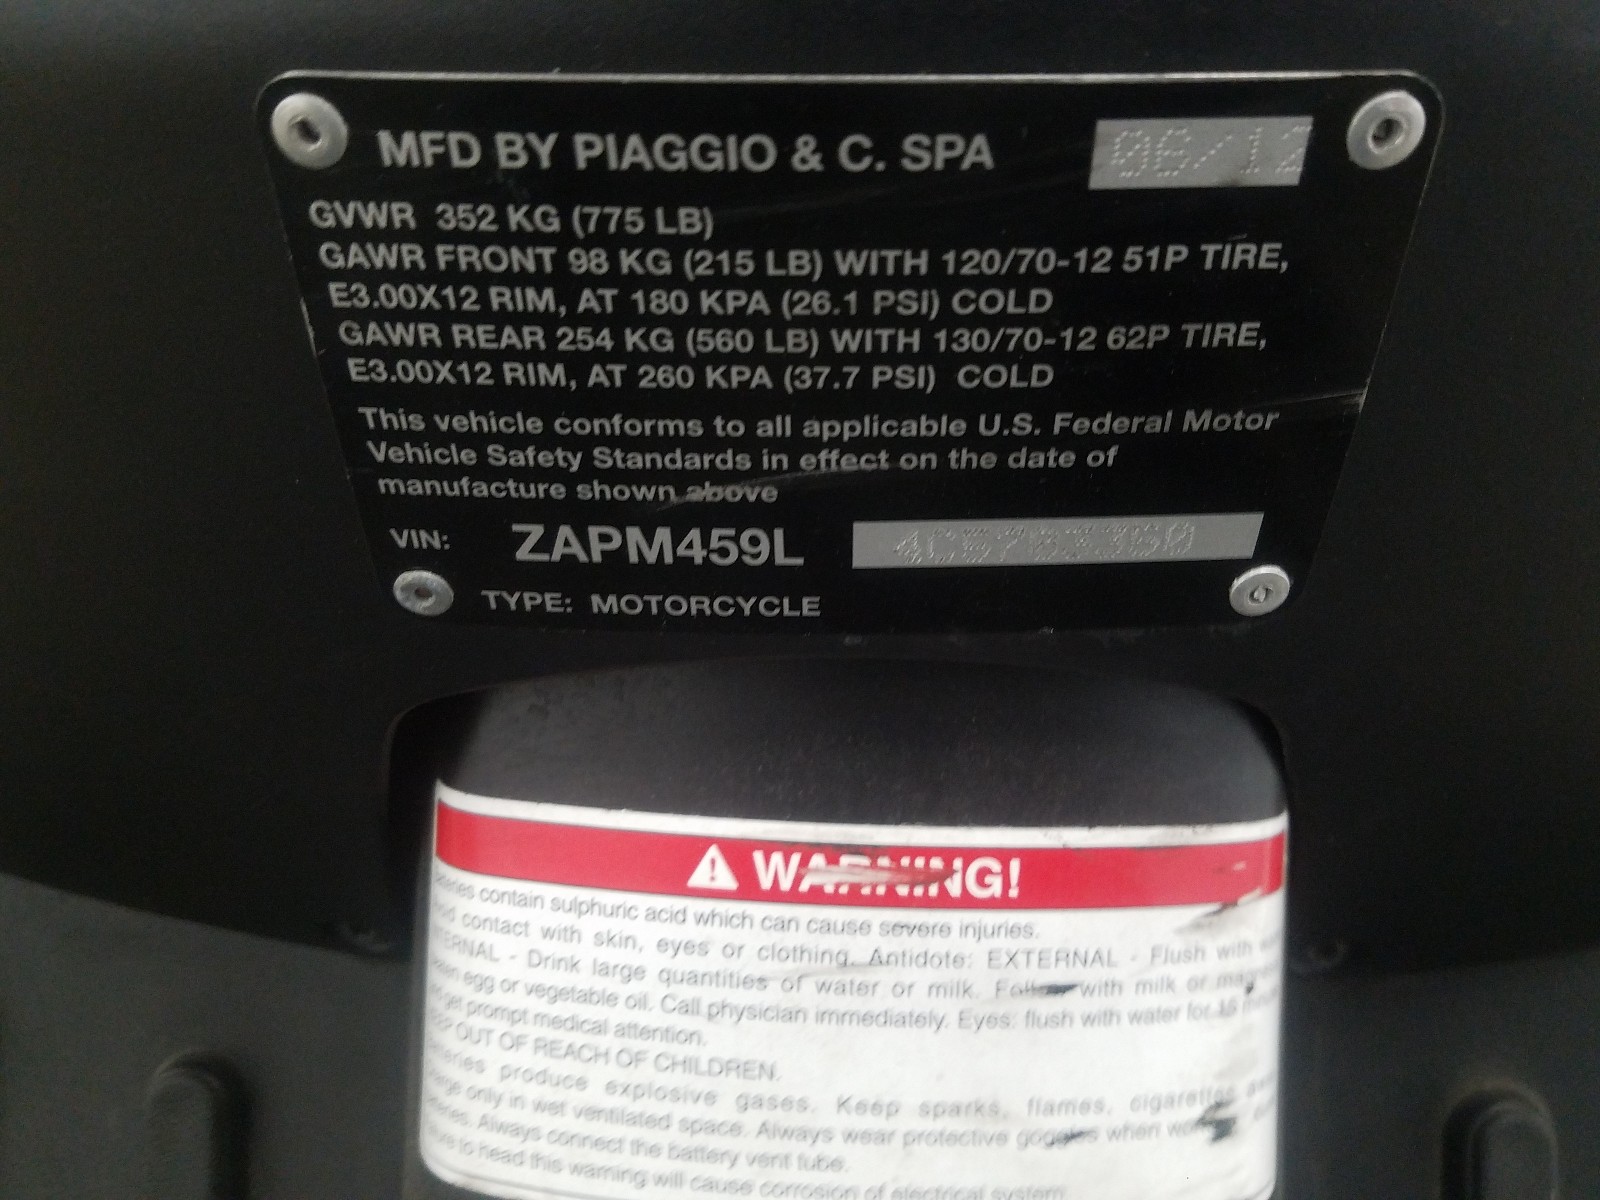 MFD BY PIAGGIO & C. SPA 06/12
GVWR 352 KG (775 LB)
GAWR FRONT 98 KG (215 LB) WITH 120/70-12 51P TIRE,
E3.00X12 RIM, AT 180 KPA (26.1 PSI) COLD
GAWR REAR 254 KG (560 LB) WITH 130/70-12 62P TIRE,
E3.00X12 RIM, AT 260 KPA (37.7 PSI) COLD
This vehicle conforms to all applicable U.S. Federal Motor
Vehicle Safety Standards in effect on the date of
manufacture shown above
VIN: ZAPM459L
TYPE: MOTORCYCLE
WARNING!
contain sulphuric acid which can cause severe injuries.
contact with skin, eyes or clothing. Antidote: EXTERNAL - Flush with
- Drink large quantities of water or milk. Follow with milk or
egg or vegetable oil. Call physician immediately. Eyes: flush with water for 15
get prompt medical attention.
OUT OF REACH OF CHILDREN.
produce explosive gases. Keep sparks, flames, cigarettes
only in wet ventilated space. Always wear protective goggles when
Always connect the battery vent tube.
to head this warning will cause corrosion of electrical system